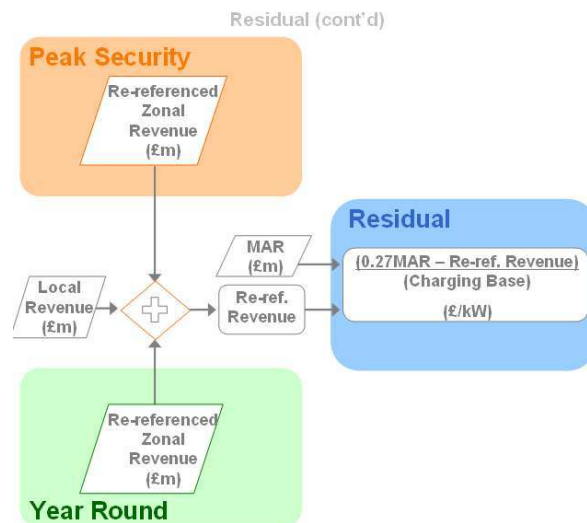 Residual (cont'd)
Peak Security
Re-referenced
Zonal
Revenue
(£m)
Residual
MAR
(£m)
(0.27MAR – Re-ref. Revenue)
(Charging Base)
(£/kW)
Local
Revenue
(£m)
Re-ref.
Revenue
Re-referenced
Zonal
Revenue
(£m)
Year Round